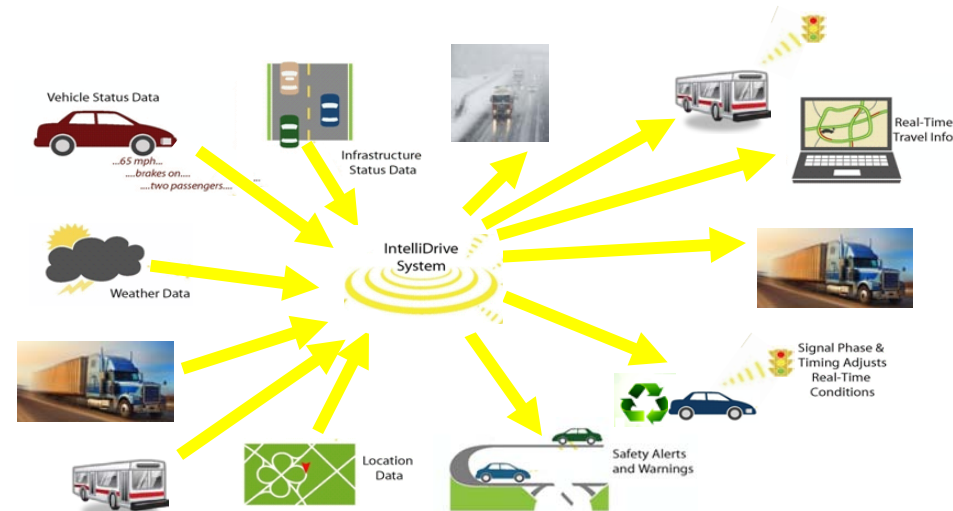 Vehicle Status Data
...65 mph...
....brakes on....
....two passengers....
...
Infrastructure
Status Data
Real-Time
Travel Info
IntelliDrive
System
Weather Data
Signal Phase &
Timing Adjusts
Real-Time
Conditions
Location
Data
Safety Alerts
and Warnings